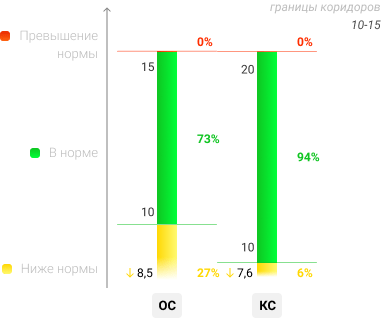 границы коридоров
10-15
Превышение
нормы
0%
0%
15
20
В норме
73%
94%
10
10
Ниже нормы
↓ 8,5
27%
↓ 7,6
6%
ОС
КС